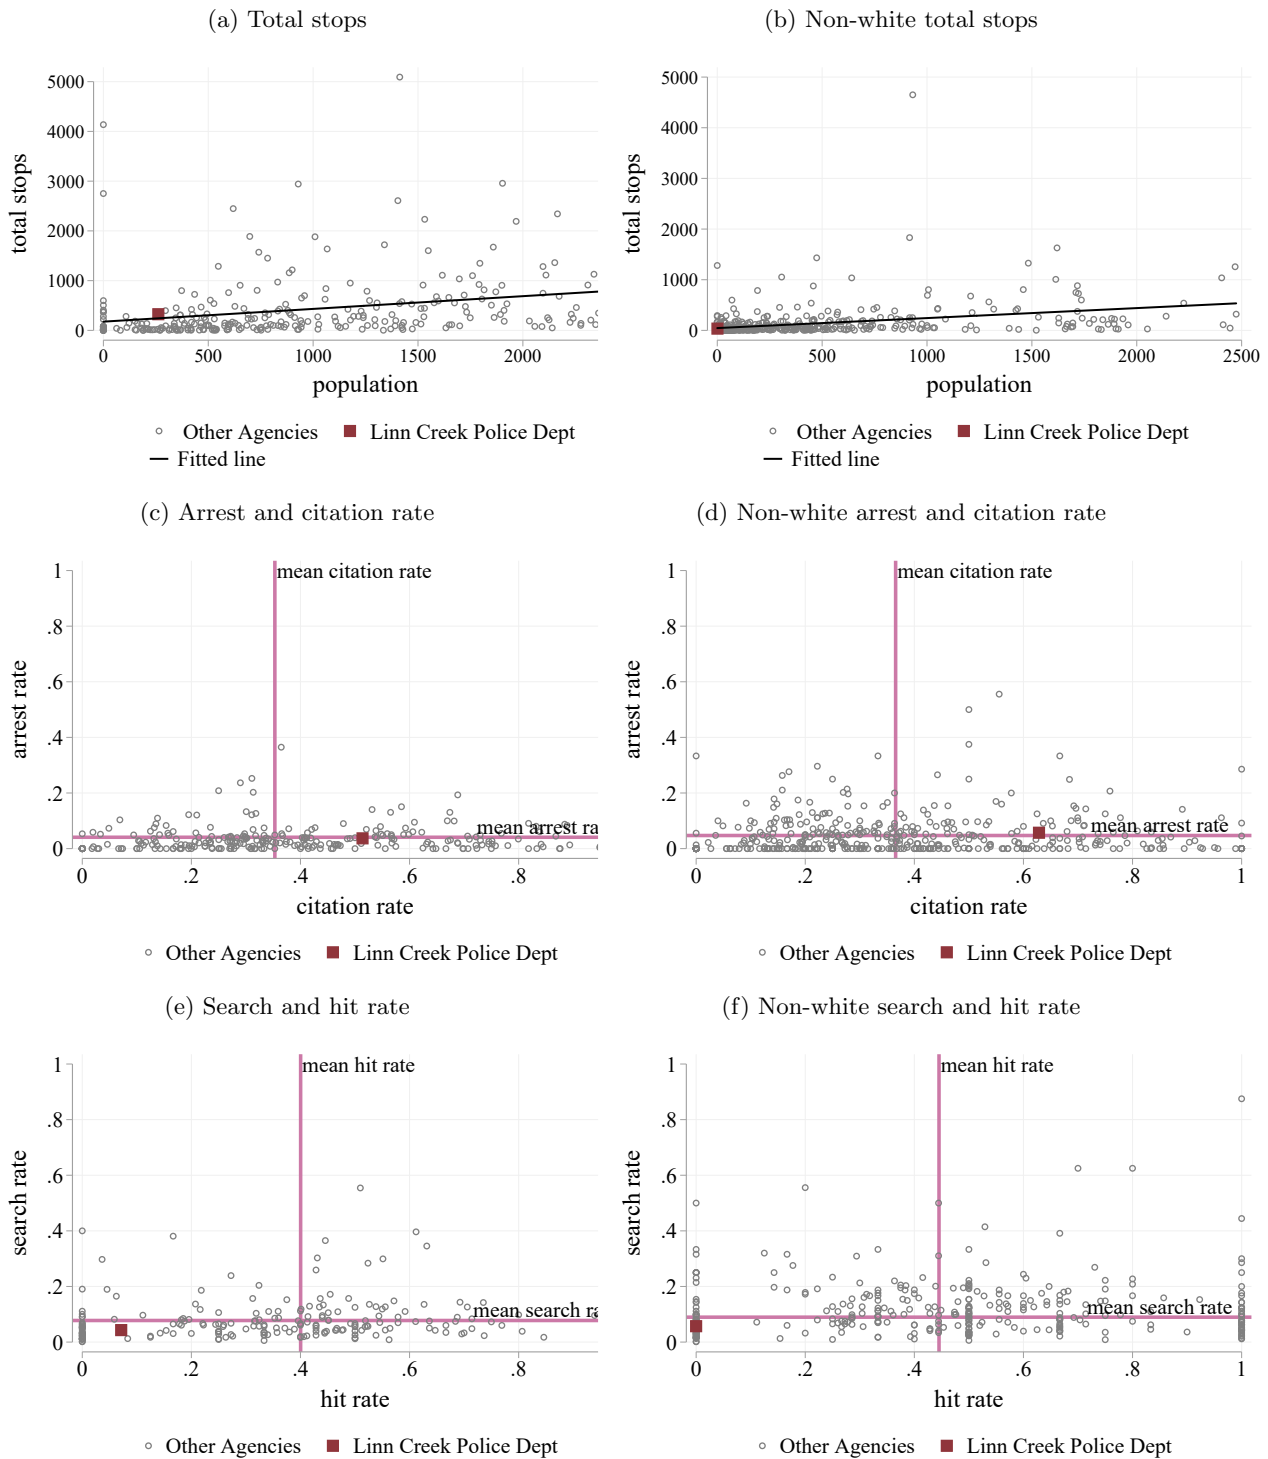 (a) Total stops
(b) Non-white total stops
5000
4000
3000
2000
1000
0
total stops
0 500 1000 1500 2000
population
Other Agencies Linn Creek Police Dept
Fitted line
5000
4000
3000
2000
1000
0
total stops
0 500 1000 1500 2000 2500
population
Other Agencies Linn Creek Police Dept
Fitted line
(c) Arrest and citation rate
(d) Non-white arrest and citation rate
1
.8
.6
.4
.2
0
arrest rate
mean citation rate
mean arrest ra
0 .2 .4 .6 .8
citation rate
Other Agencies Linn Creek Police Dept
1
.8
.6
.4
.2
0
arrest rate
mean citation rate
mean arrest rate
0 .2 .4 .6 .8 1
citation rate
Other Agencies Linn Creek Police Dept
(e) Search and hit rate
(f) Non-white search and hit rate
1
.8
.6
.4
.2
0
search rate
mean hit rate
mean search ra
0 .2 .4 .6 .8
hit rate
Other Agencies Linn Creek Police Dept
1
.8
.6
.4
.2
0
search rate
mean hit rate
mean search rate
0 .2 .4 .6 .8 1
hit rate
Other Agencies Linn Creek Police Dept